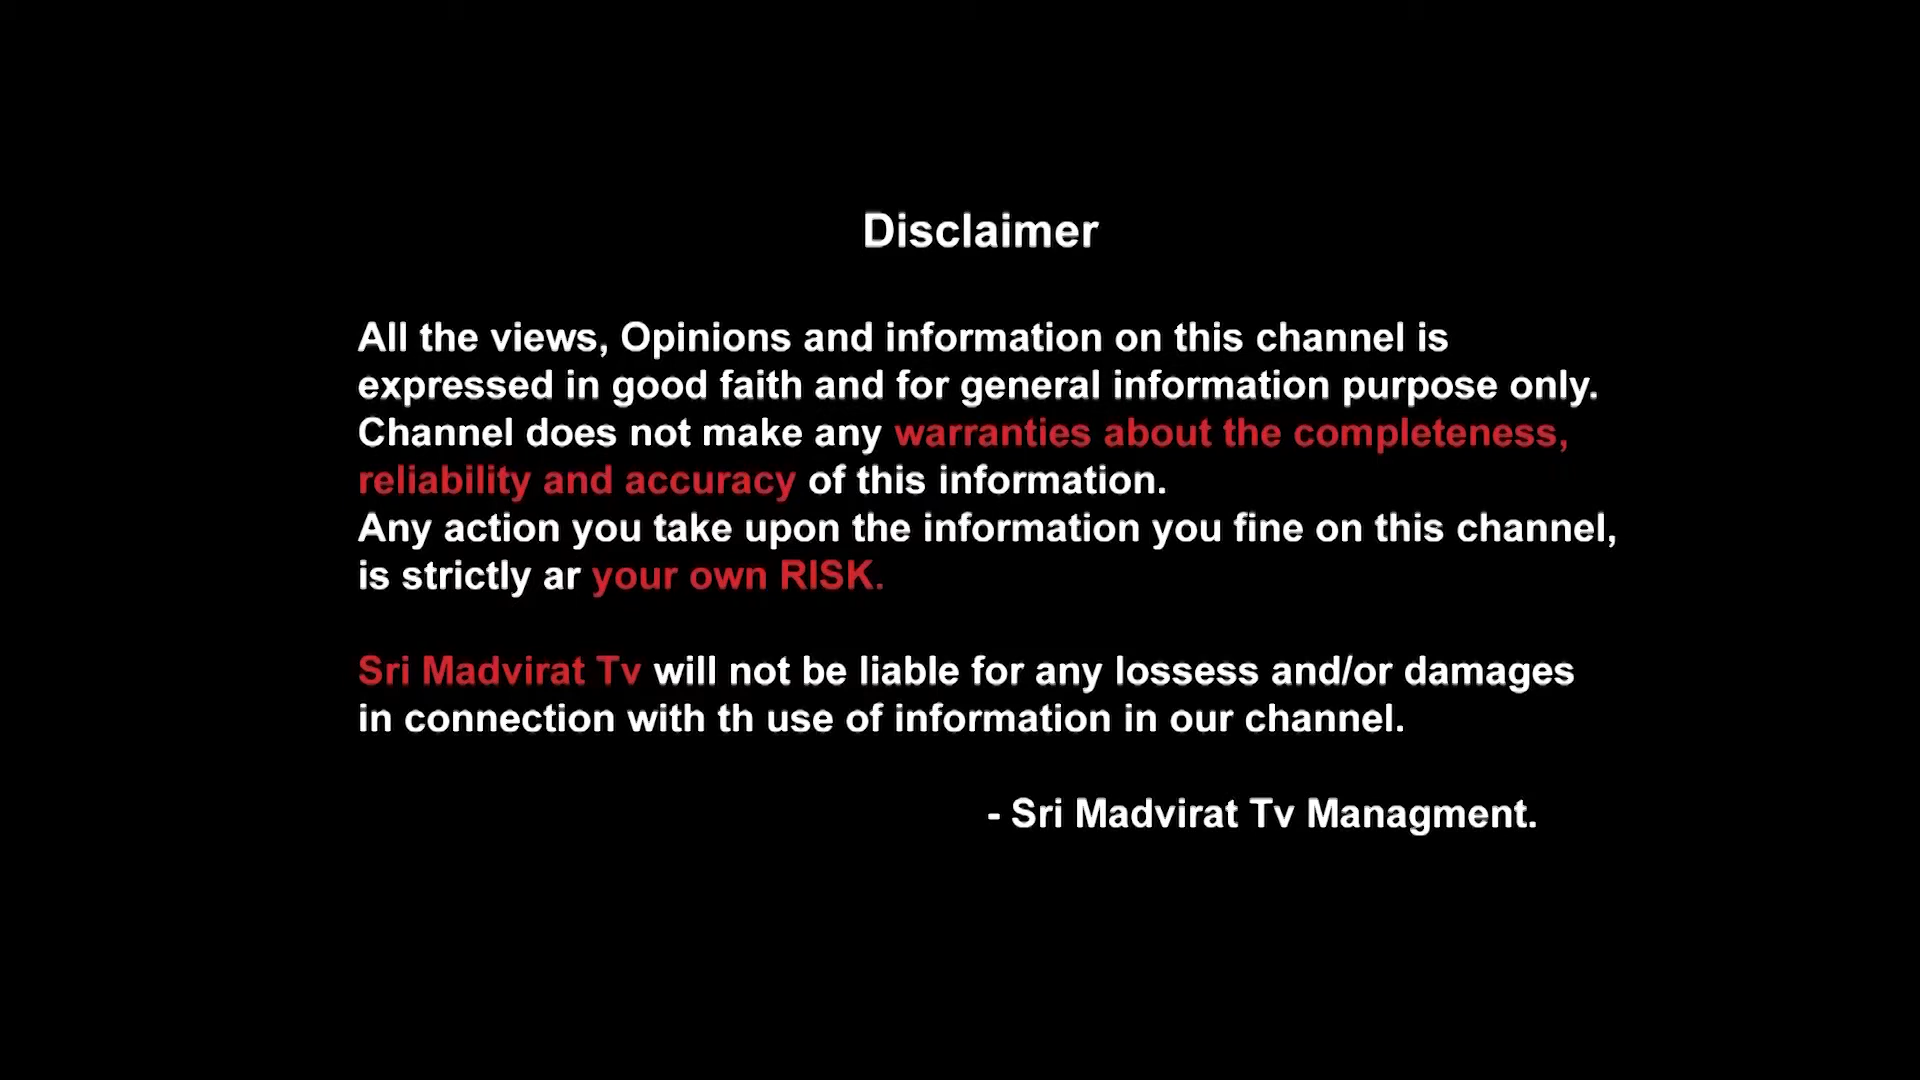 Disclaimer
All the views, Opinions and information on this channel is
expressed in good faith and for general information purpose only.
Channel does not make any warranties about the completeness,
reliability and accuracy of this information.
Any action you take upon the information you fine on this channel,
is strictly ar your own RISK.
Sri Madvirat Tv will not be liable for any lossess and/or damages
in connection with th use of information in our channel.
- Sri Madvirat Tv Managment.